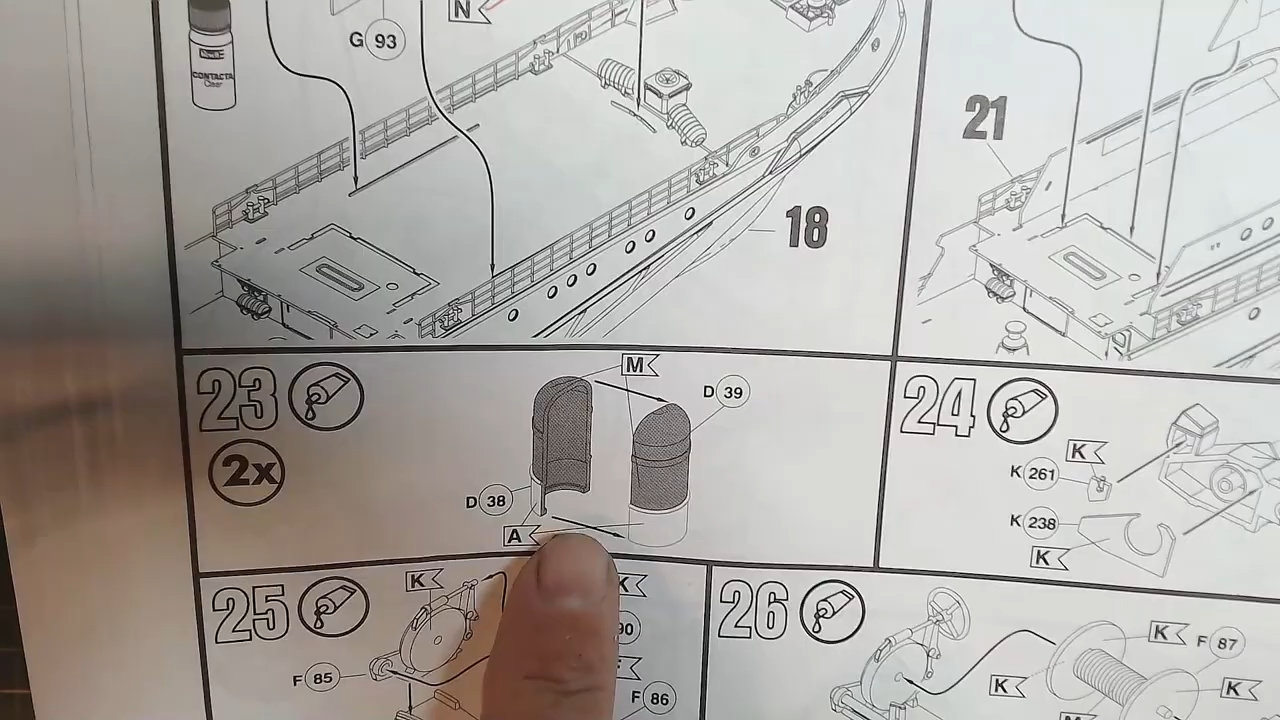 N
G 93
CONTACTA
Clear
21
18
23
M
D 39
2x
D 38
A
24
K
K 261
K 238
K
25
K
K
90
F 85
F 86
26
K
F 87
K
K